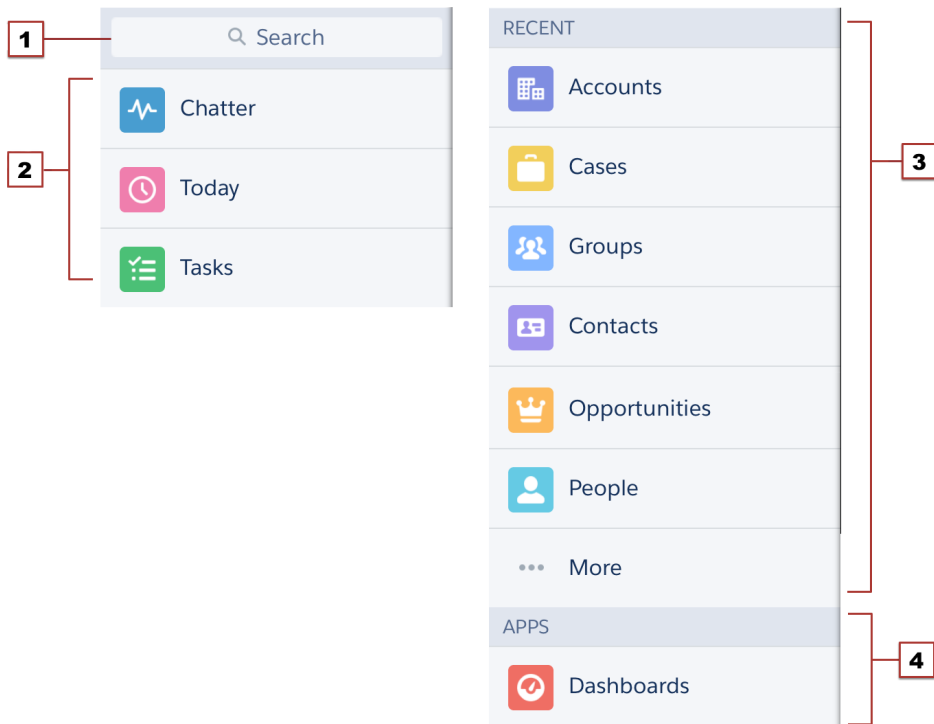 1
Search
2
Chatter
Today
Tasks
RECENT
Accounts
Cases
Groups
Contacts
Opportunities
People
More
3
APPS
Dashboards
4